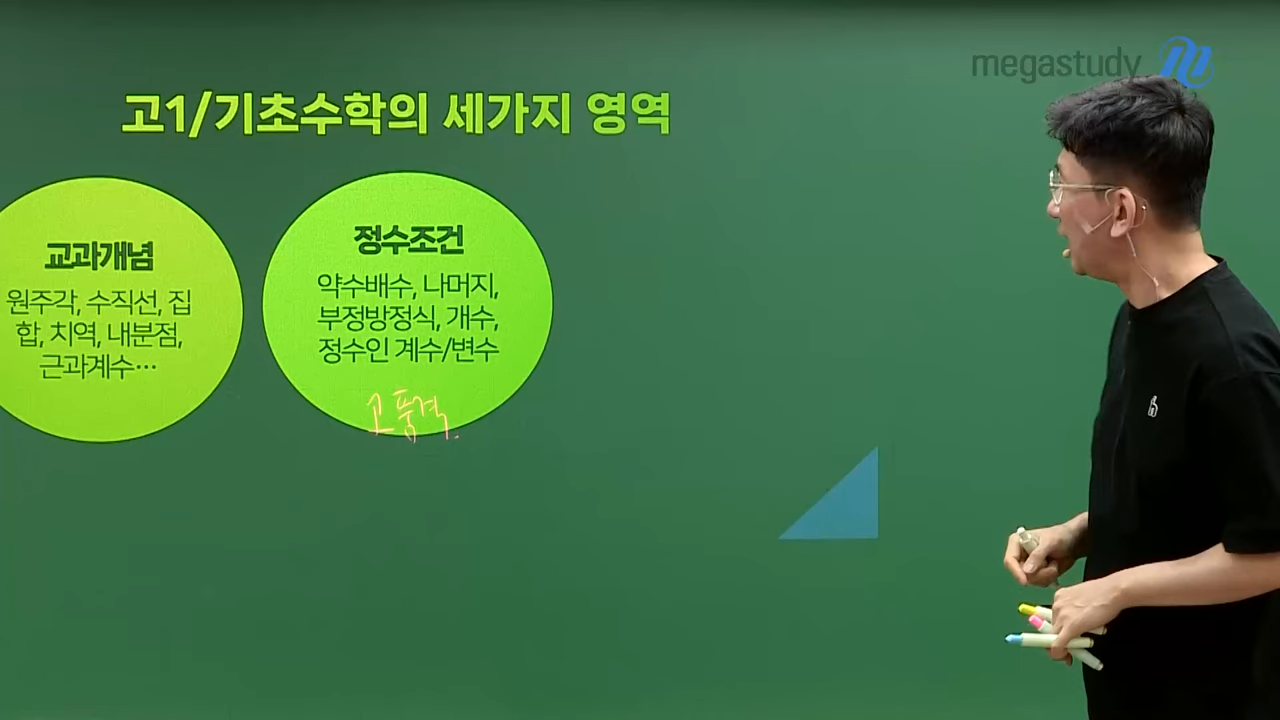 megastudy
고1/기초수학의 세가지 영역
교과개념
원주각, 수직선, 집
합, 치역, 내분점,
근과계수…
정수조건
약수배수, 나머지,
부정방정식, 개수,
정수인 계수/변수
고품격.